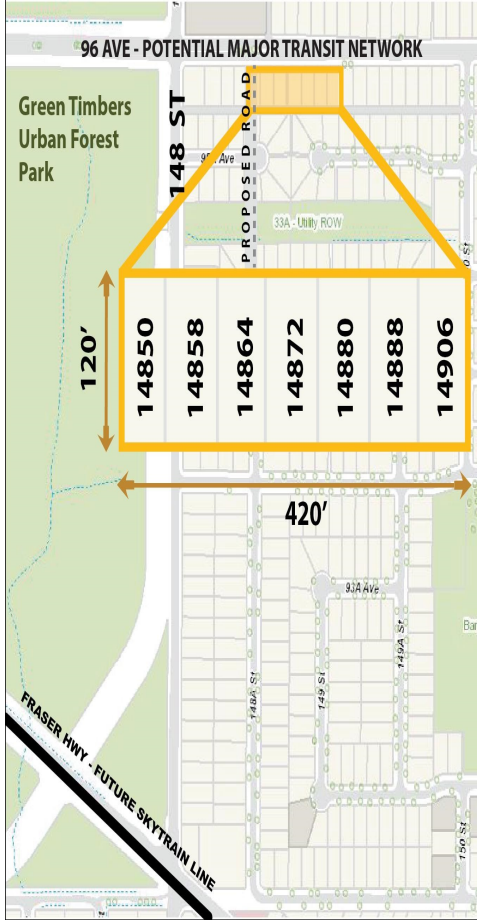 96 AVE - POTENTIAL MAJOR TRANSIT NETWORK
Green Timbers
Urban Forest
Park
148 ST
PROPOSED ROAD
Ave
33A - Utility ROW
120'
14850
14858
14864
14872
14880
14888
14906
420'
93A Ave
Bar
148A St
149 St
149A St
150 St
FRASER HWY - FUTURE SKYTRAIN LINE